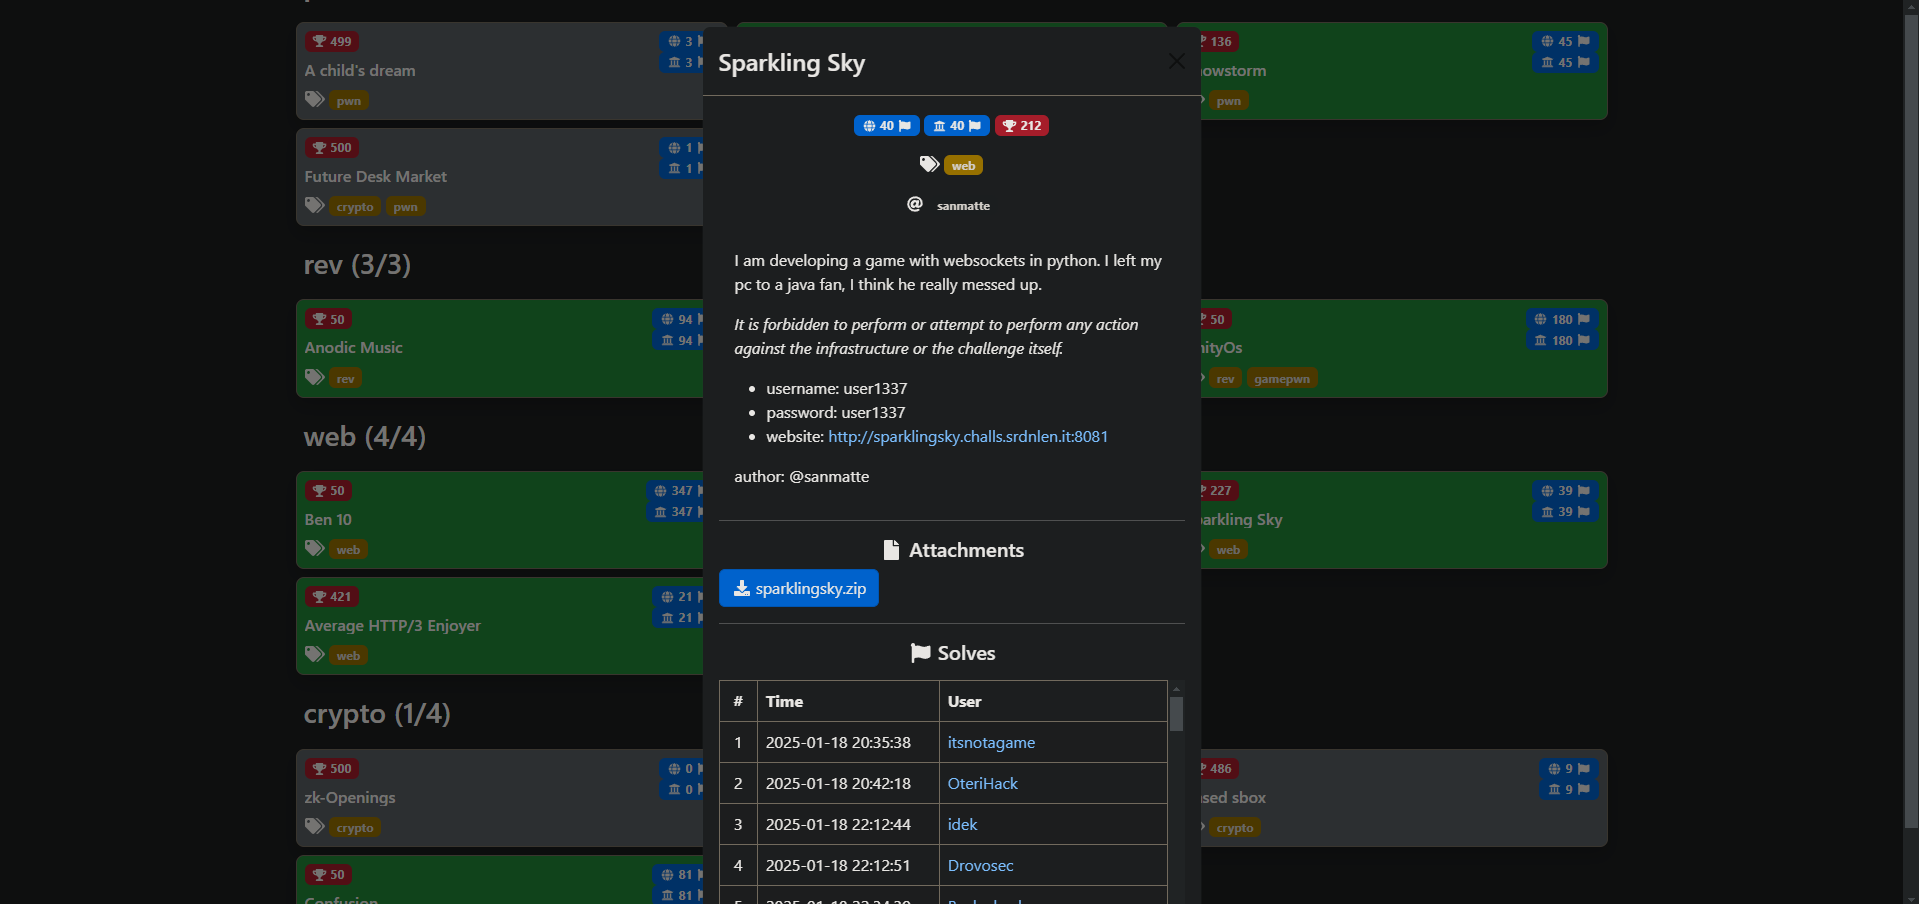 499
3
3
A child's dream
pwn
136
45
45
owstorm
pwn
500
1
1
Future Desk Market
crypto pwn
rev (3/3)
50
94
94
Anodic Music
rev
50
180
180
ityOs
rev gamepwn
web (4/4)
50
347
347
Ben 10
web
227
39
39
arkling Sky
web
421
21
21
Average HTTP/3 Enjoyer
web
crypto (1/4)
500
0
0
zk-Openings
crypto
486
9
9
sed sbox
crypto
50
81
81
Confusion
Sparkling Sky
40 40 212
web
@ sanmatte
I am developing a game with websockets in python. I left my
pc to a java fan, I think he really messed up.
It is forbidden to perform or attempt to perform any action
against the infrastructure or the challenge itself.
• username: user1337
• password: user1337
• website: http://sparklingsky.challs.srdnlen.it:8081
author: @sanmatte
Attachments
sparklingsky.zip
Solves
# Time User
1 2025-01-18 20:35:38 itsnotagame
2 2025-01-18 20:42:18 OteriHack
3 2025-01-18 22:12:44 idek
4 2025-01-18 22:12:51 Drovosec